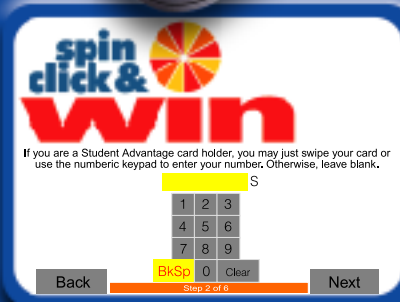 spin
click &
win
If you are a Student Advantage card holder, you may just swipe your card or
use the numberic keypad to enter your number. Otherwise, leave blank.
S
1 2 3
4 5 6
7 8 9
BkSp 0 Clear
Back Step 2 of 6 Next